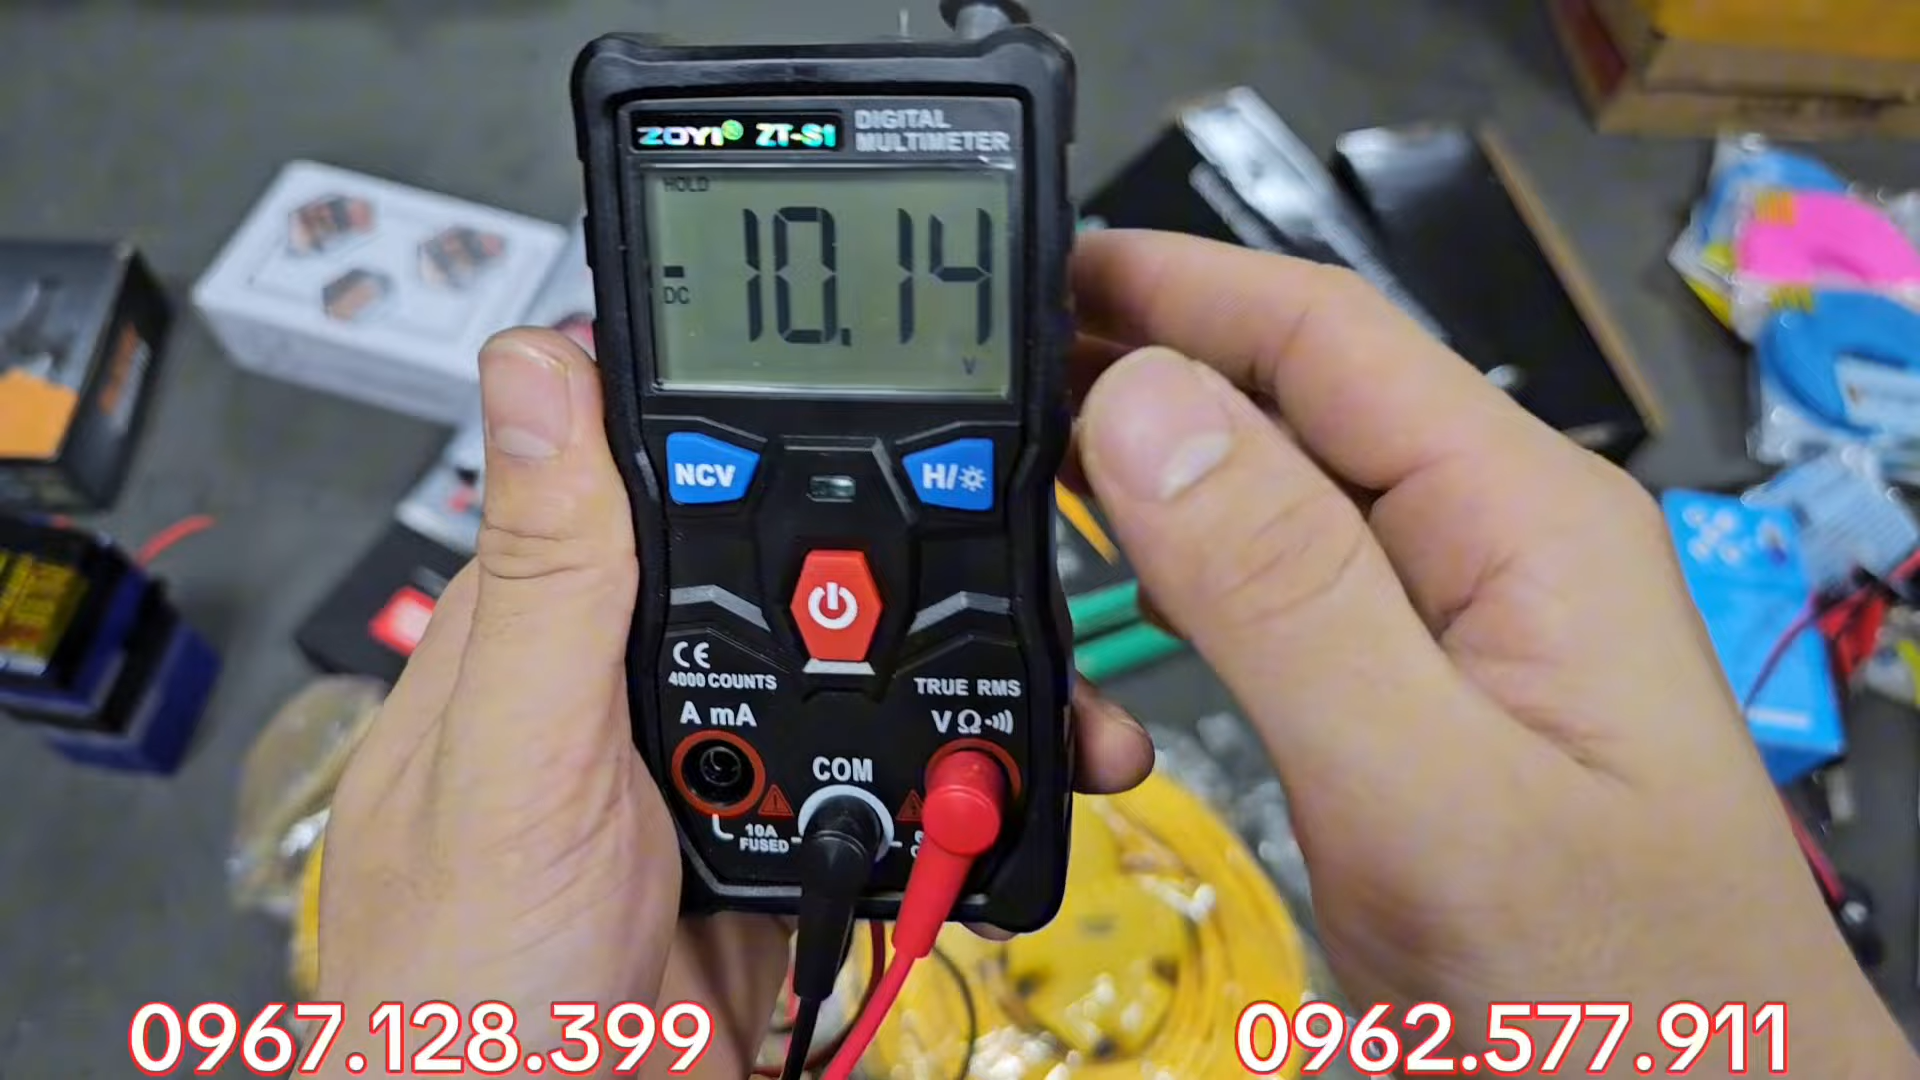 ZOYI ZT-S1
DIGITAL
MULTIMETER
HOLD
-10.14
DC
V
NCV
H/
CE
4000 COUNTS
TRUE RMS
A mA
VΩ
COM
10A
FUSED
0967.128.399
0962.577.911